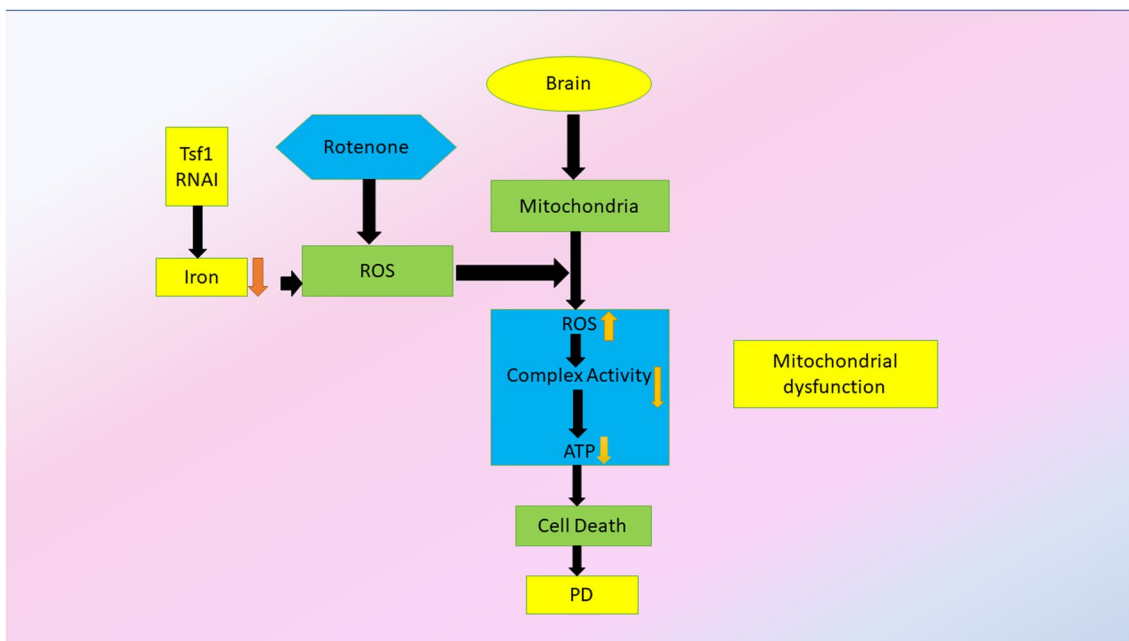 Brain
Tsf1
RNAI
Rotenone
Mitochondria
Iron
ROS
ROS
Complex Activity
Mitochondrial
dysfunction
ATP
Cell Death
PD